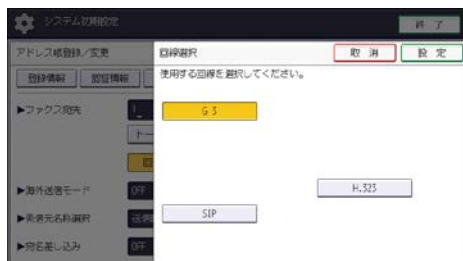 システム初期設定
終了
アドレス帳登録/変更
回線選択
取消
設定
登録情報
認証情報
使用する回線を選択してください。
▶ファクス宛先
G3
▶海外送信モード
OFF
H.323
▶発信元名称選択
SIP
▶宛名差し込み
OFF